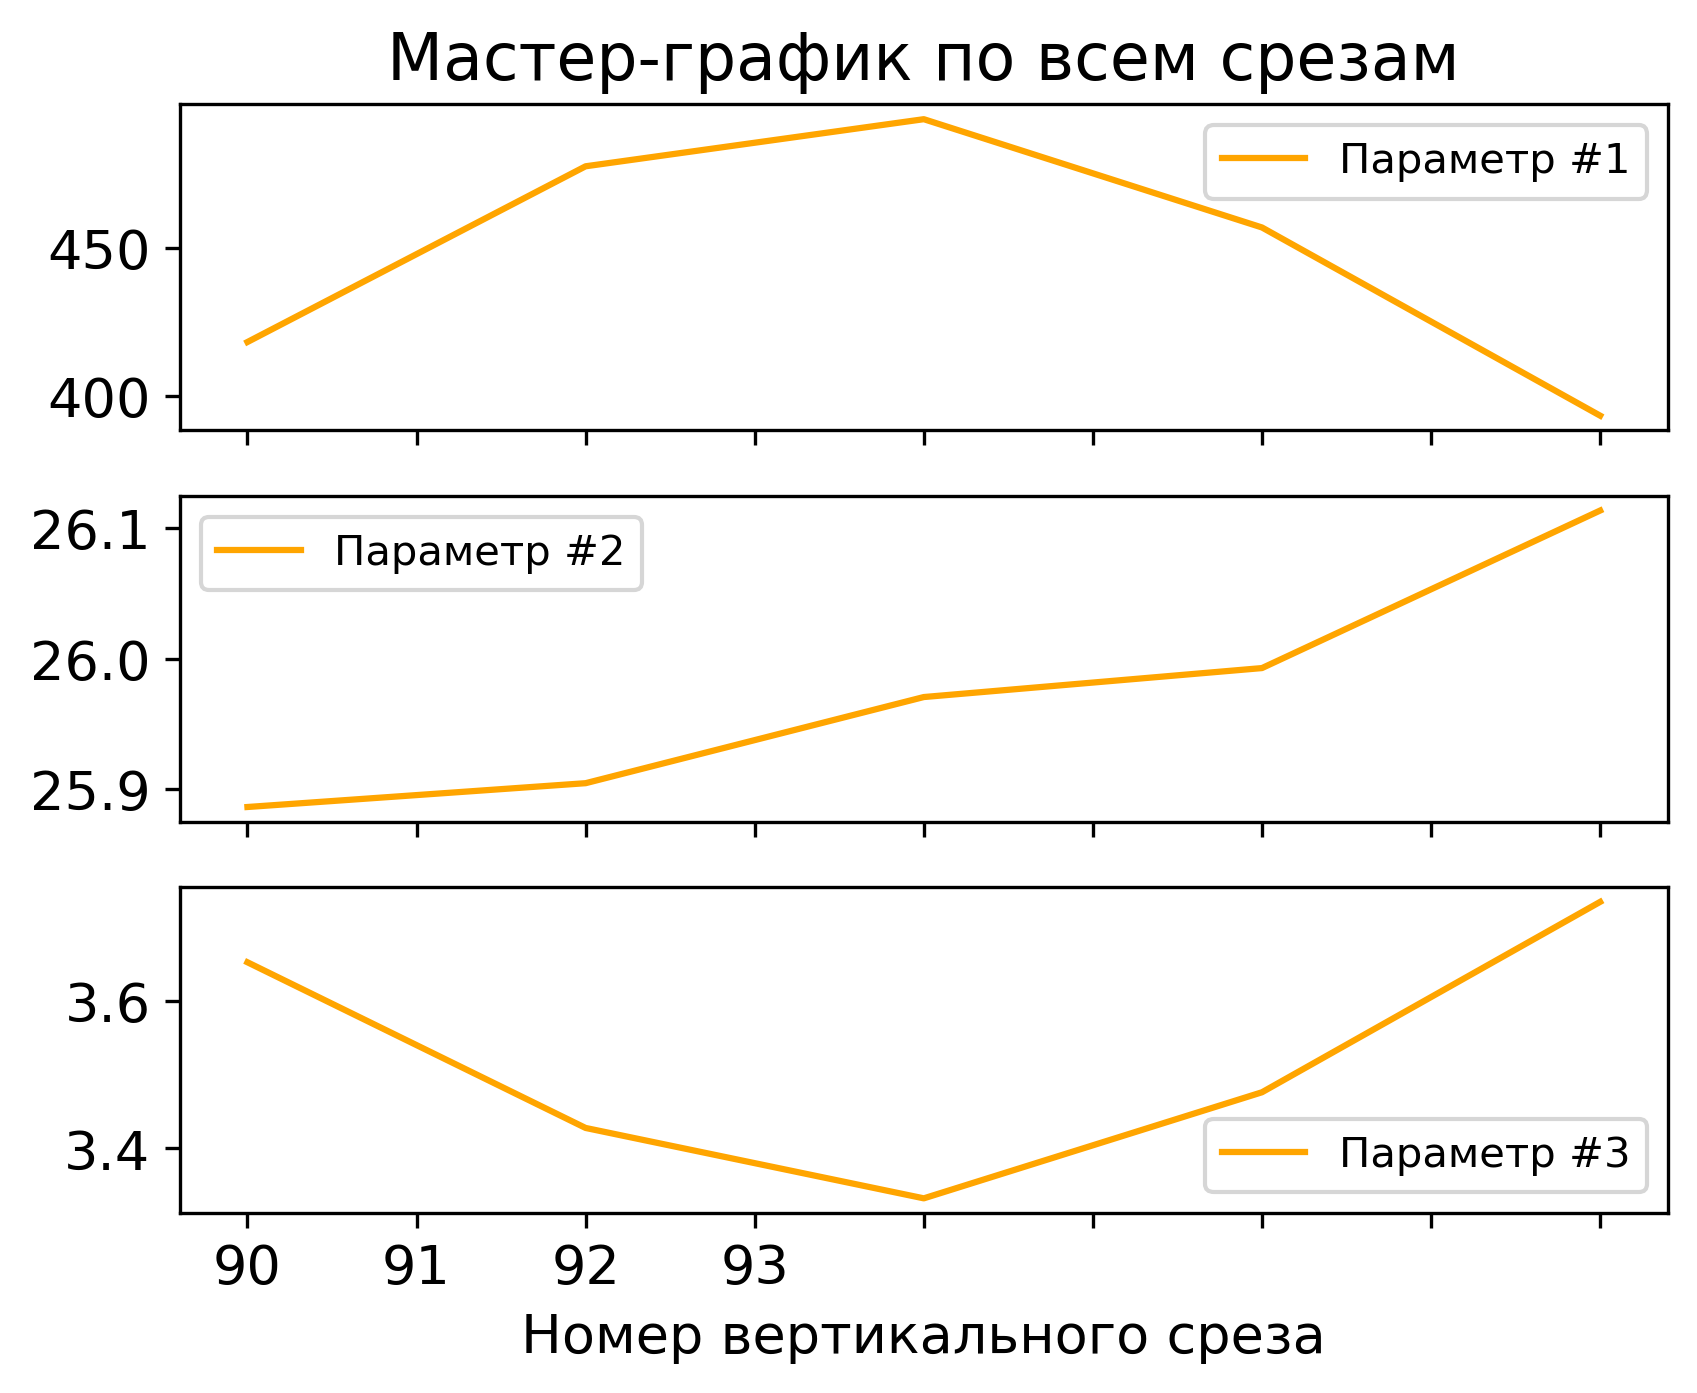 Мастер-график по всем срезам
Параметр #1
450
400
26.1
Параметр #2
26.0
25.9
3.6
3.4
Параметр #3
90 91 92 93
Номер вертикального среза